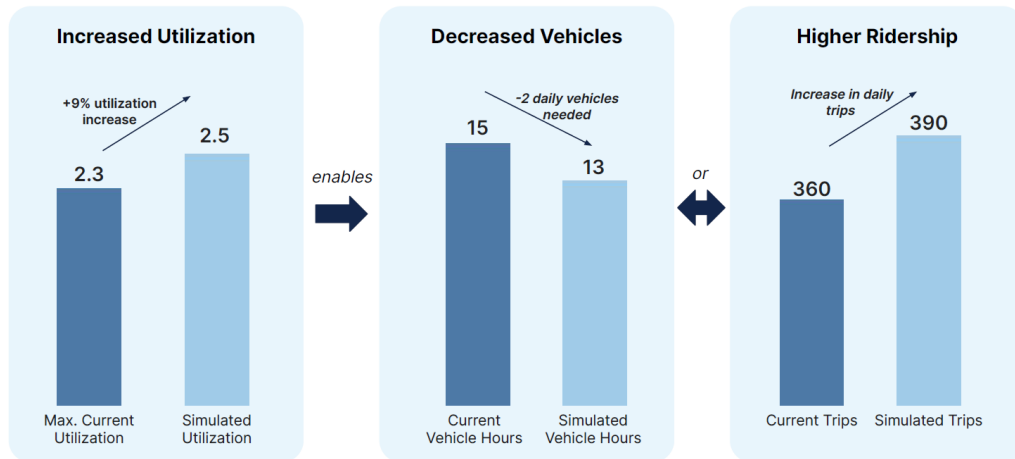 Increased Utilization
+9% utilization
increase
2.3
2.5
Max. Current
Utilization
Simulated
Utilization
enables
Decreased Vehicles
-2 daily vehicles
needed
15
13
Current
Vehicle Hours
Simulated
Vehicle Hours
or
Higher Ridership
Increase in daily
trips
360
390
Current Trips
Simulated Trips